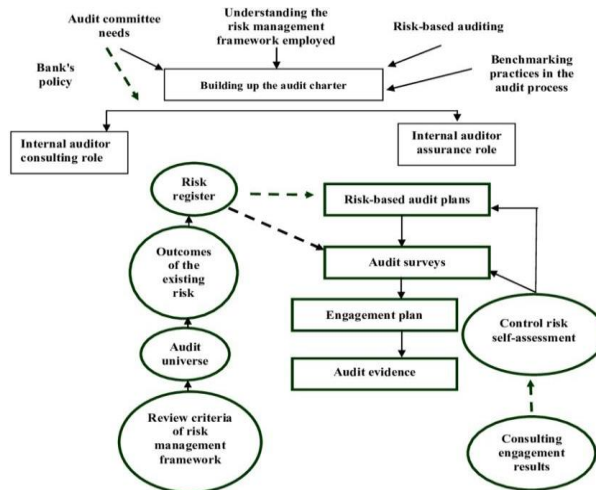 Audit committee
needs
Understanding the
risk management
framework employed
Risk-based auditing
Bank's
policy
Building up the audit charter
Benchmarking
practices in the
audit process
Internal auditor
consulting role
Internal auditor
assurance role
Risk
register
Risk-based audit plans
Outcomes
of the
existing
risk
Audit surveys
Engagement plan
Control risk
self-assessment
Audit
universe
Audit evidence
Review criteria
of risk
management
framework
Consulting
engagement
results